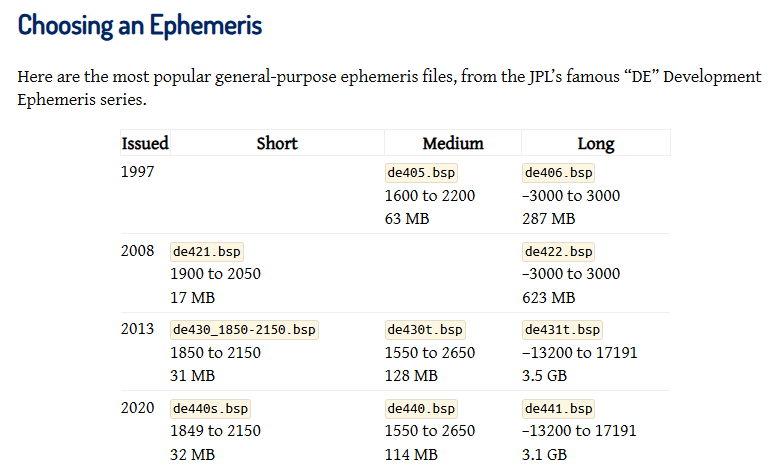 Choosing an Ephemeris
Here are the most popular general-purpose ephemeris files, from the JPL’s famous “DE” Development
Ephemeris series.
Issued Short Medium Long
1997 de405.bsp de406.bsp
1600 to 2200 –3000 to 3000
63 MB 287 MB
2008 de421.bsp de422.bsp
1900 to 2050 –3000 to 3000
17 MB 623 MB
2013 de430_1850-2150.bsp de430t.bsp de431t.bsp
1850 to 2150 1550 to 2650 –13200 to 17191
31 MB 128 MB 3.5 GB
2020 de440s.bsp de440.bsp de441.bsp
1849 to 2150 1550 to 2650 –13200 to 17191
32 MB 114 MB 3.1 GB